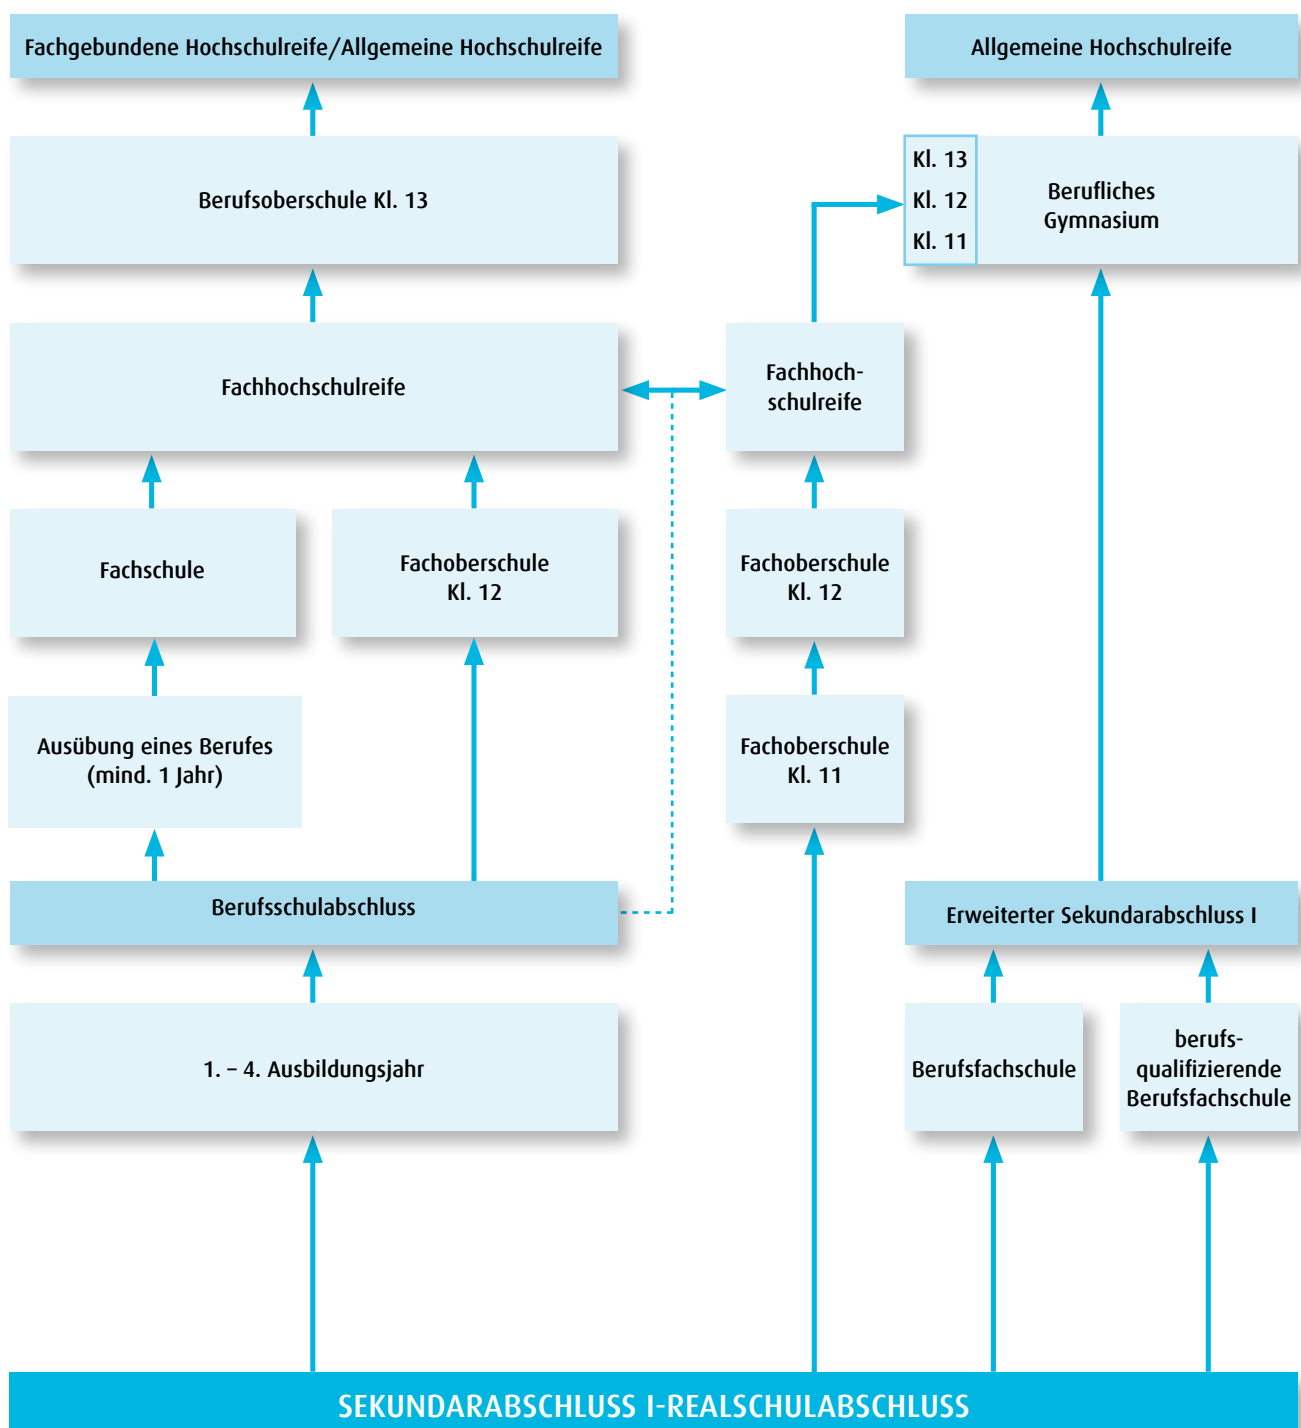 Fachgebundene Hochschulreife/Allgemeine Hochschulreife
Allgemeine Hochschulreife
Berufsoberschule Kl. 13
Kl. 13
Kl. 12
Kl. 11
Berufliches
Gymnasium
Fachhochschulreife
Fachhoch-
schulreife
Fachschule
Fachoberschule
Kl. 12
Fachoberschule
Kl. 12
Ausübung eines Berufes
(mind. 1 Jahr)
Fachoberschule
Kl. 11
Berufsschulabschluss
Erweiterter Sekundarabschluss I
1. – 4. Ausbildungsjahr
Berufsfachschule
berufs-
qualifizierende
Berufsfachschule
SEKUNDARABSCHLUSS I-REALSCHULABSCHLUSS